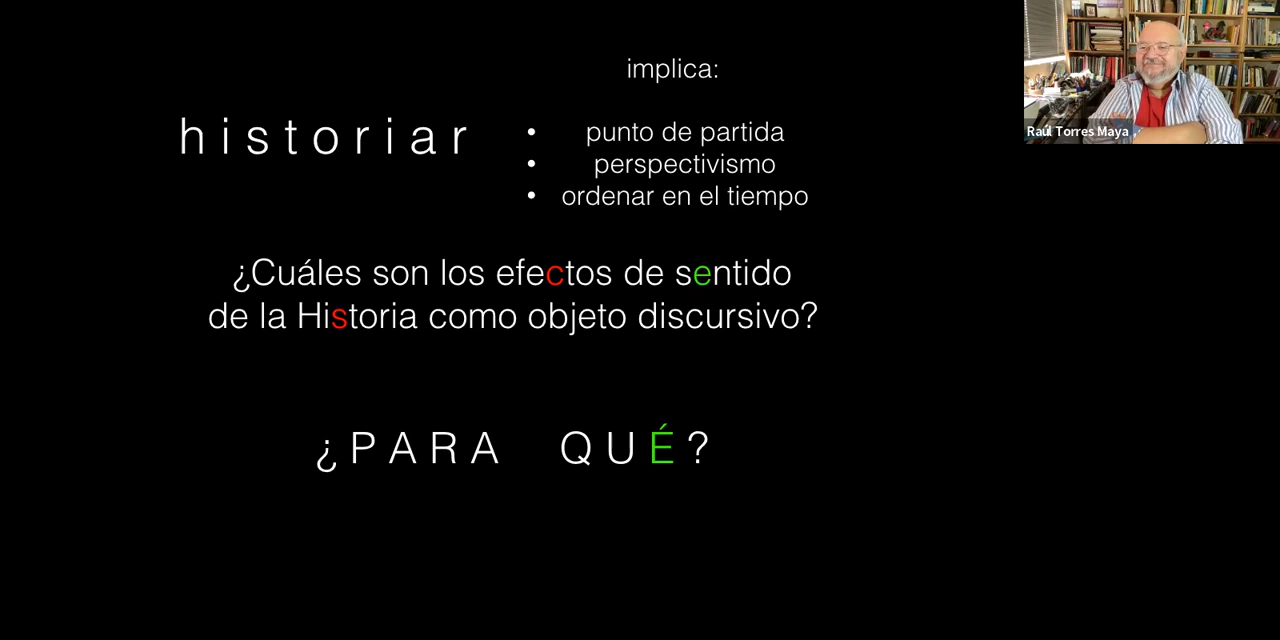 implica:
historiar
• punto de partida
• perspectivismo
• ordenar en el tiempo
¿Cuáles son los efectos de sentido
de la Historia como objeto discursivo?
¿PARA QUÉ?
Raúl Torres Maya